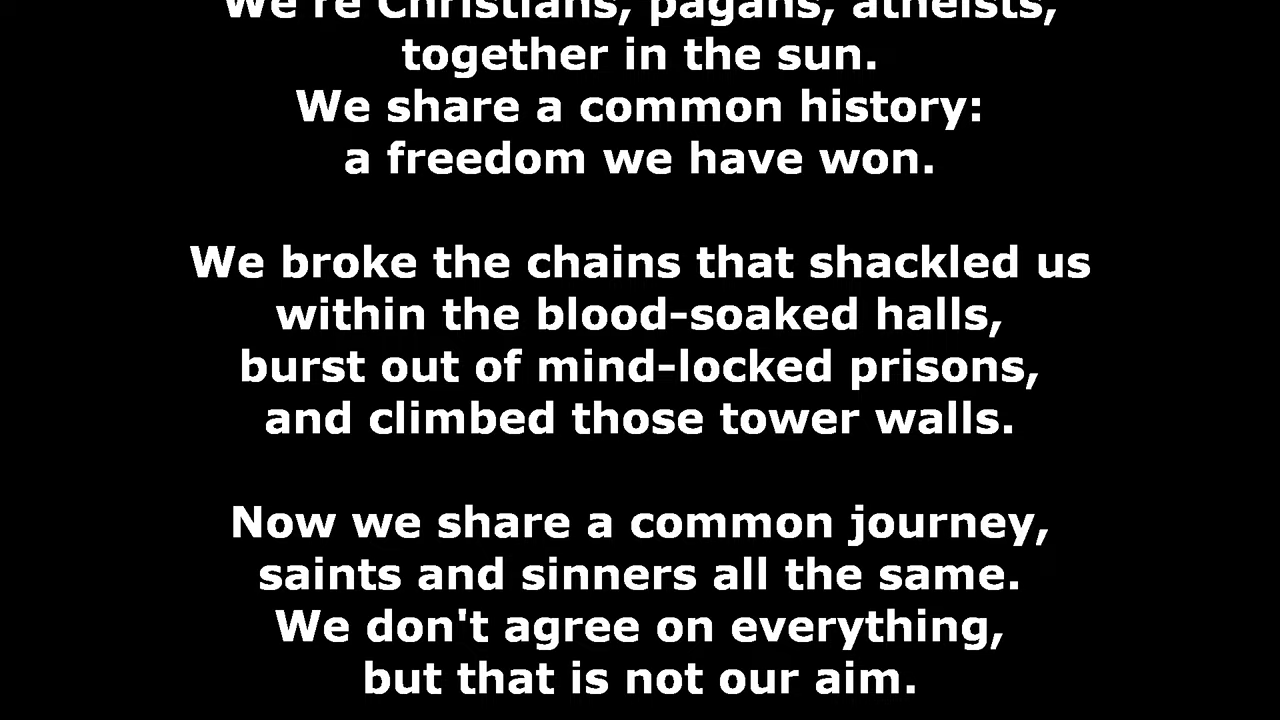 We're Christians, pagans, atheists,
together in the sun.
We share a common history:
a freedom we have won.
We broke the chains that shackled us
within the blood-soaked halls,
burst out of mind-locked prisons,
and climbed those tower walls.
Now we share a common journey,
saints and sinners all the same.
We don't agree on everything,
but that is not our aim.